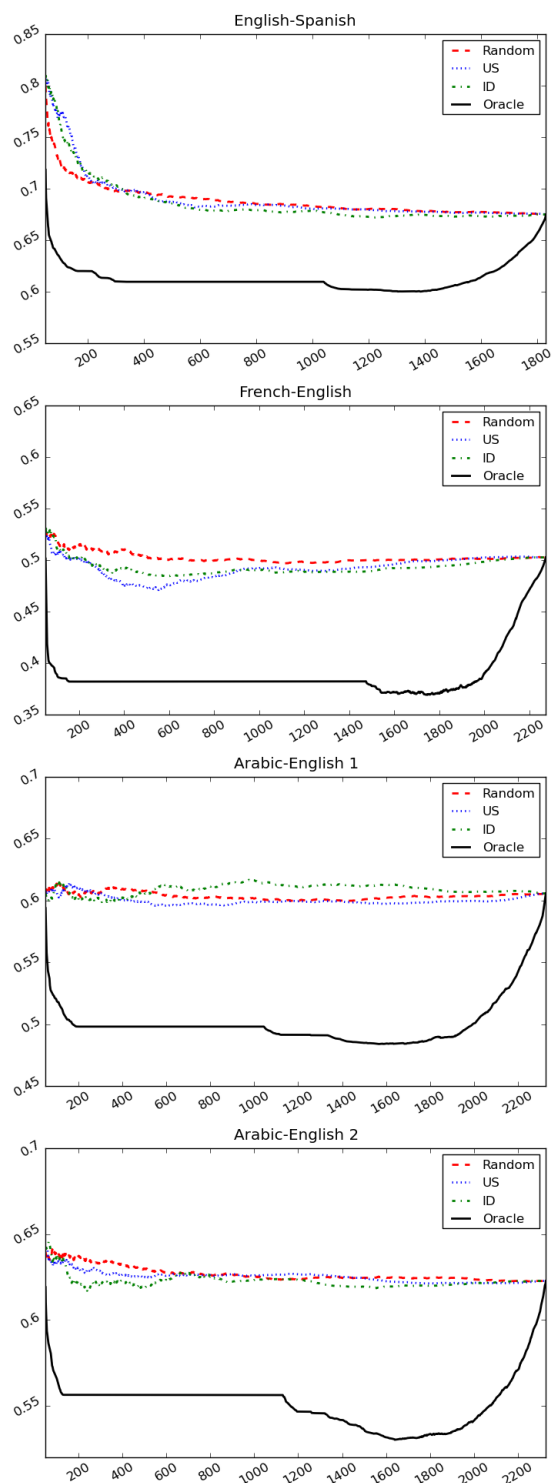 English-Spanish
0.85
0.8
0.75
0.7
0.65
0.6
0.55
Random
US
ID
Oracle
200 400 600 800 1000 1200 1400 1600 1800
French-English
0.65
0.6
0.55
0.5
0.45
0.4
0.35
Random
US
ID
Oracle
200 400 600 800 1000 1200 1400 1600 1800 2000 2200
Arabic-English 1
0.7
0.65
0.6
0.55
0.5
0.45
Random
US
ID
Oracle
200 400 600 800 1000 1200 1400 1600 1800 2000 2200
Arabic-English 2
0.7
0.65
0.6
0.55
Random
US
ID
Oracle
200 400 600 800 1000 1200 1400 1600 1800 2000 2200